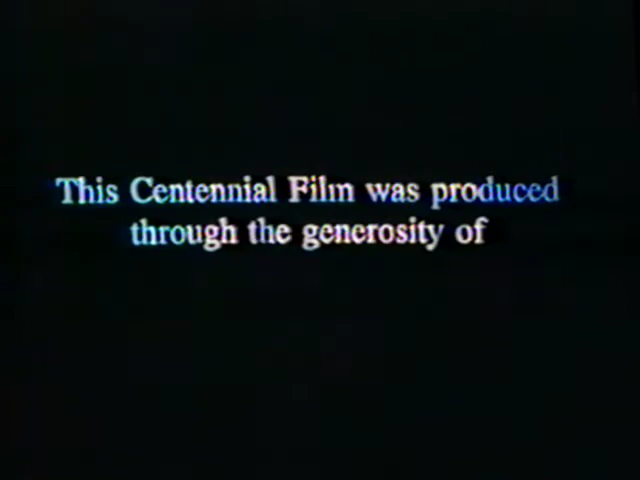 This Centennial Film was produced
through the generosity of